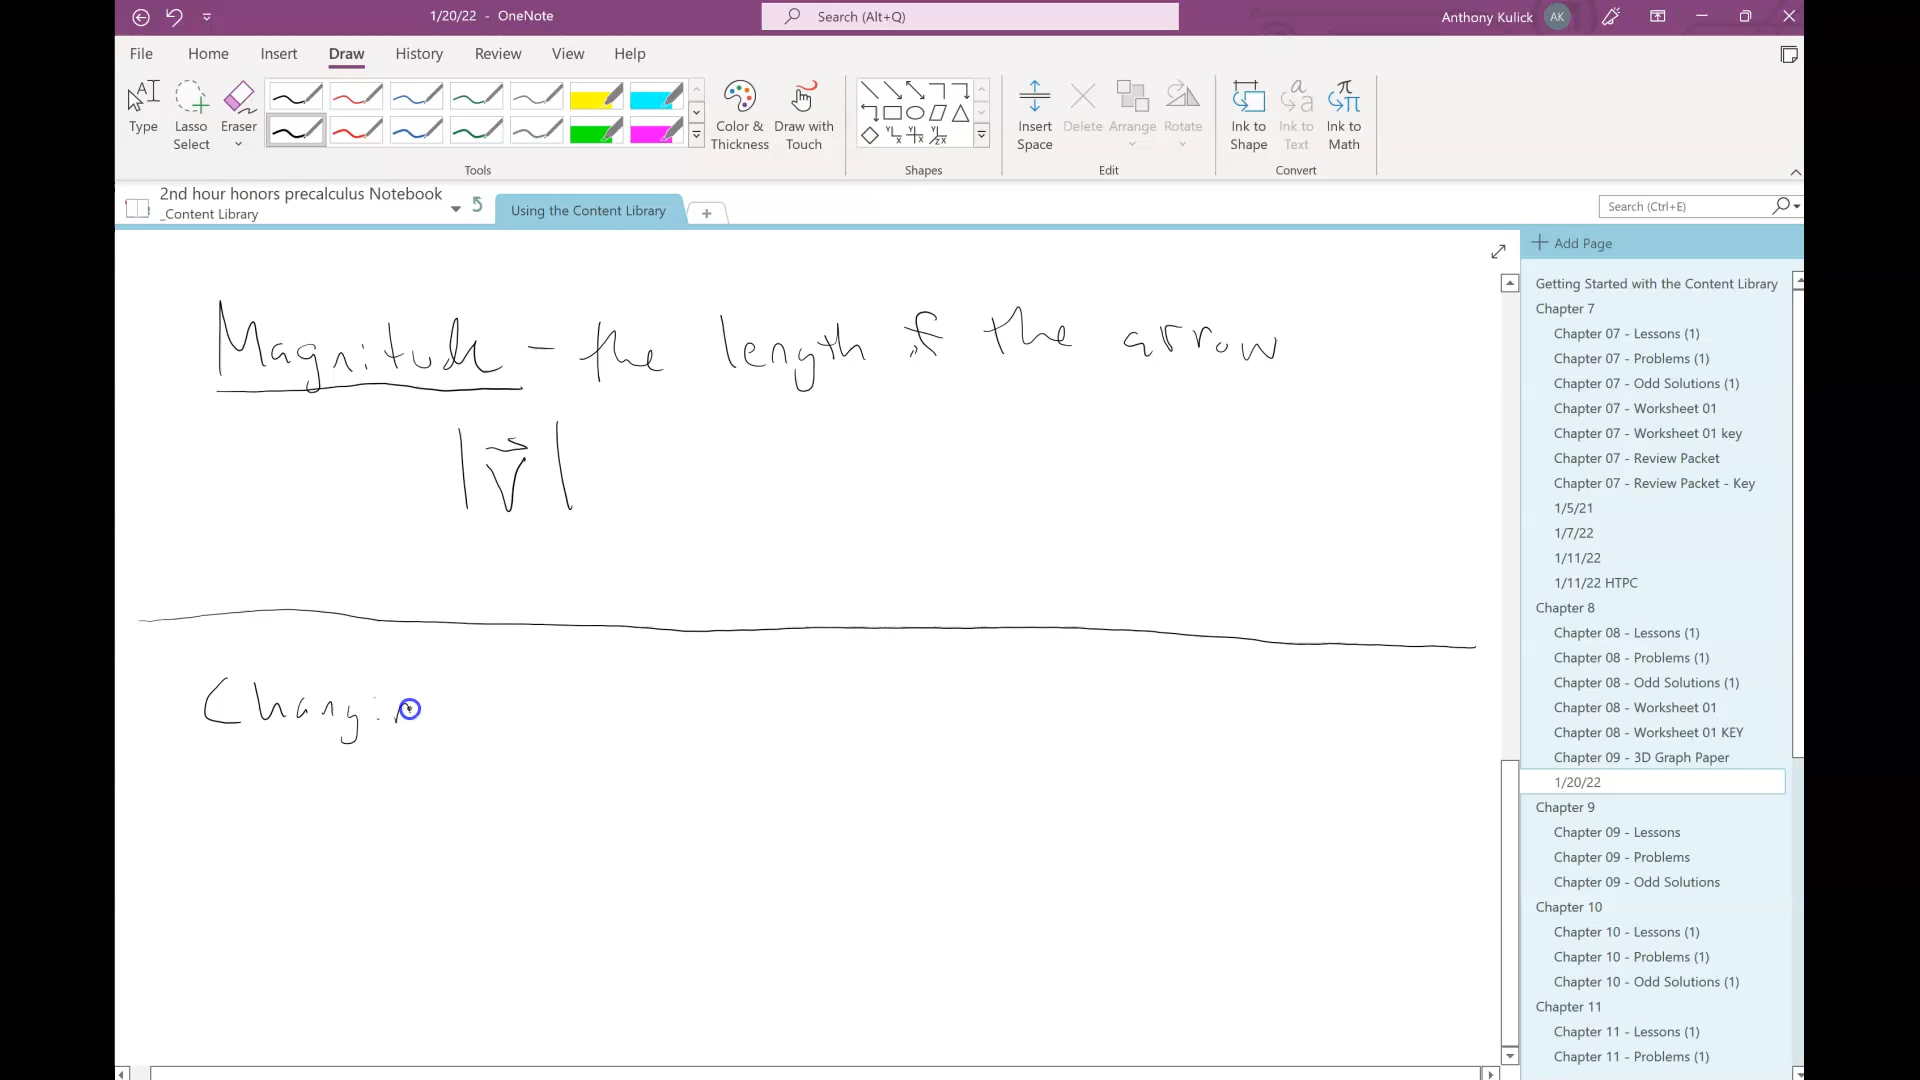 1/20/22 - OneNote
Search (Alt+Q)
Anthony Kulick AK
File Home Insert Draw History Review View Help
Type
Lasso Select
Eraser
Color & Thickness
Draw with Touch
Insert Space
Delete
Arrange
Rotate
Ink to Shape
Ink to Text
Ink to Math
Tools
Shapes
Edit
Convert
2nd hour honors precalculus Notebook
_Content Library
Using the Content Library
Search (Ctrl+E)
Magnitude - the length of the arrow
|v⃗|
Changin
Add Page
Getting Started with the Content Library
Chapter 7
Chapter 07 - Lessons (1)
Chapter 07 - Problems (1)
Chapter 07 - Odd Solutions (1)
Chapter 07 - Worksheet 01
Chapter 07 - Worksheet 01 key
Chapter 07 - Review Packet
Chapter 07 - Review Packet - Key
1/5/21
1/7/22
1/11/22
1/11/22 HTPC
Chapter 8
Chapter 08 - Lessons (1)
Chapter 08 - Problems (1)
Chapter 08 - Odd Solutions (1)
Chapter 08 - Worksheet 01
Chapter 08 - Worksheet 01 KEY
Chapter 09 - 3D Graph Paper
1/20/22
Chapter 9
Chapter 09 - Lessons
Chapter 09 - Problems
Chapter 09 - Odd Solutions
Chapter 10
Chapter 10 - Lessons (1)
Chapter 10 - Problems (1)
Chapter 10 - Odd Solutions (1)
Chapter 11
Chapter 11 - Lessons (1)
Chapter 11 - Problems (1)